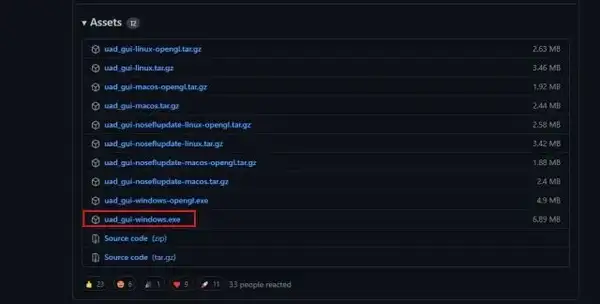 Assets 12
uad_gui-linux-opengl.tar.gz 2.63 MB
uad_gui-linux.tar.gz 3.46 MB
uad_gui-macos-opengl.tar.gz 1.92 MB
uad_gui-macos.tar.gz 2.44 MB
uad_gui-noseflupdate-linux-opengl.tar.gz 2.58 MB
uad_gui-noseflupdate-linux.tar.gz 3.42 MB
uad_gui-noseflupdate-macos-opengl.tar.gz 1.88 MB
uad_gui-noseflupdate-macos.tar.gz 2.4 MB
uad_gui-windows-opengl.exe 4.9 MB
uad_gui-windows.exe 6.89 MB
Source code (zip)
Source code (tar.gz)
23 6 1 9 11 33 people reacted